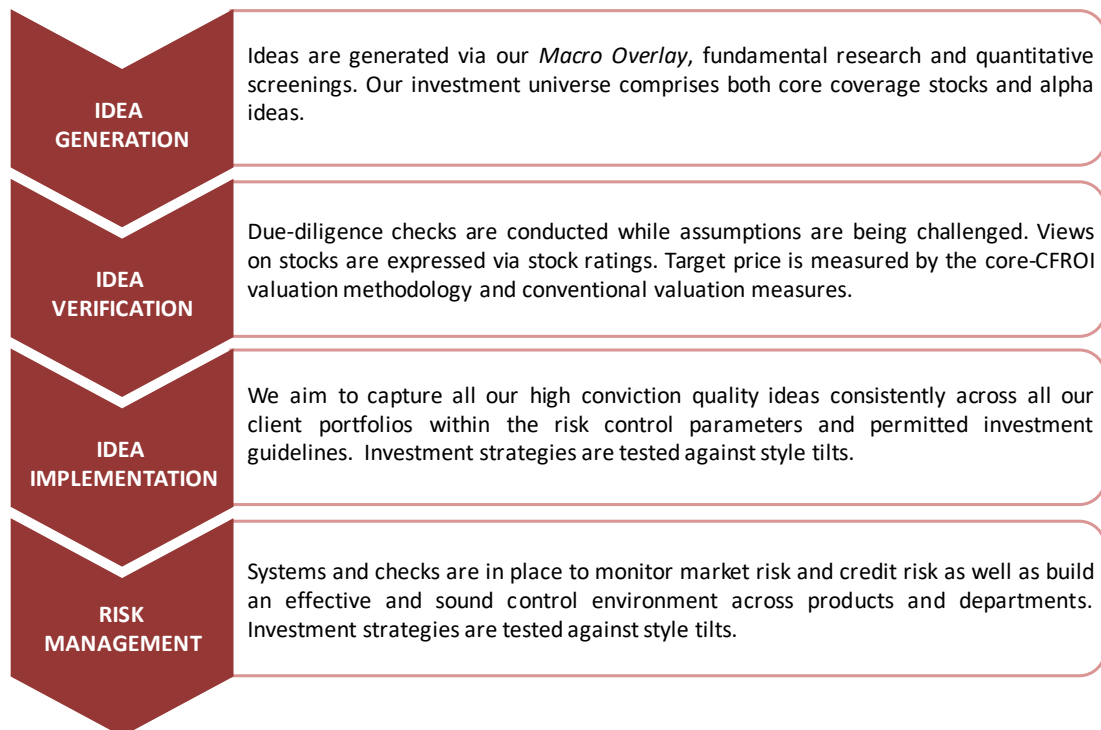 IDEA
GENERATION
Ideas are generated via our Macro Overlay, fundamental research and quantitative
screenings. Our investment universe comprises both core coverage stocks and alpha
ideas.
IDEA
VERIFICATION
Due-diligence checks are conducted while assumptions are being challenged. Views
on stocks are expressed via stock ratings. Target price is measured by the core-CFROI
valuation methodology and conventional valuation measures.
IDEA
IMPLEMENTATION
We aim to capture all our high conviction quality ideas consistently across all our
client portfolios within the risk control parameters and permitted investment
guidelines. Investment strategies are tested against style tilts.
RISK
MANAGEMENT
Systems and checks are in place to monitor market risk and credit risk as well as build
an effective and sound control environment across products and departments.
Investment strategies are tested against style tilts.